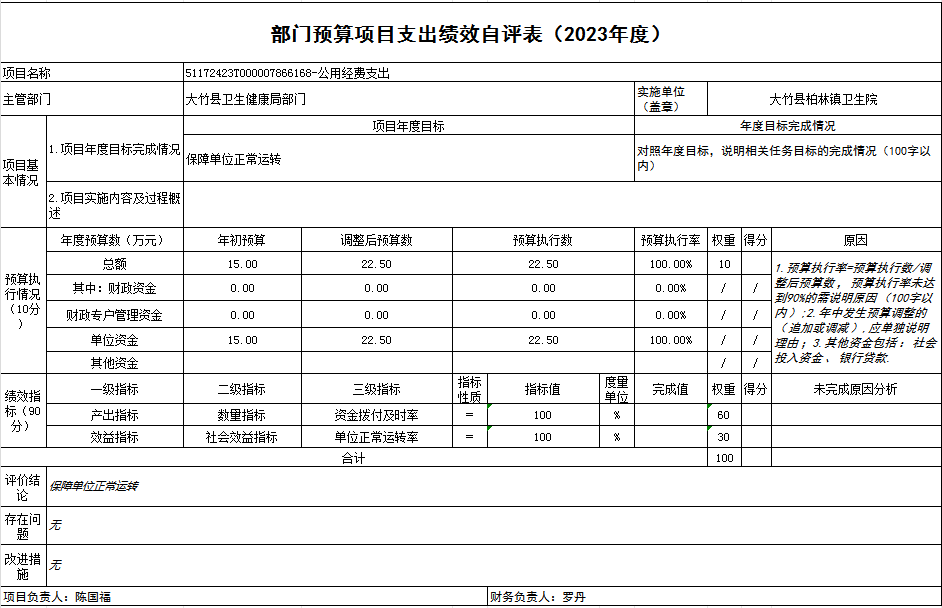 部门预算项目支出绩效自评表（2023年度）
项目名称 51172423T000007866168-公用经费支出
主管部门 大竹县卫生健康局部门 实施单位（盖章） 大竹县柏林镇卫生院
项目基本情况 1.项目年度目标完成情况 项目年度目标 年度目标完成情况
保障单位正常运转 对照年度目标，说明相关任务目标的完成情况（100字以内）
2.项目实施内容及过程概述
预算执行情况（10分） 年度预算数（万元） 年初预算 调整后预算数 预算执行数 预算执行率 权重 得分 原因
总额 15.00 22.50 22.50 100.00% 10
其中：财政资金 0.00 0.00 0.00 0.00% / /
财政专户管理资金 0.00 0.00 0.00 0.00% / /
单位资金 15.00 22.50 22.50 100.00% / /
其他资金 / /
1.预算执行率=预算执行数/调整后预算数，预算执行率未达到90%的需说明原因（100字以内）;2.年中发生预算调整的（追加或调减），应单独说明理由；3.其他资金包括：社会投入资金、银行贷款.
绩效指标（90分） 一级指标 二级指标 三级指标 指标性质 指标值 度量单位 完成值 权重 得分 未完成原因分析
产出指标 数量指标 资金拨付及时率 ＝ 100 % 60
效益指标 社会效益指标 单位正常运转率 ＝ 100 % 30
合计 100
评价结论 保障单位正常运转
存在问题 无
改进措施 无
项目负责人：陈国福 财务负责人：罗丹